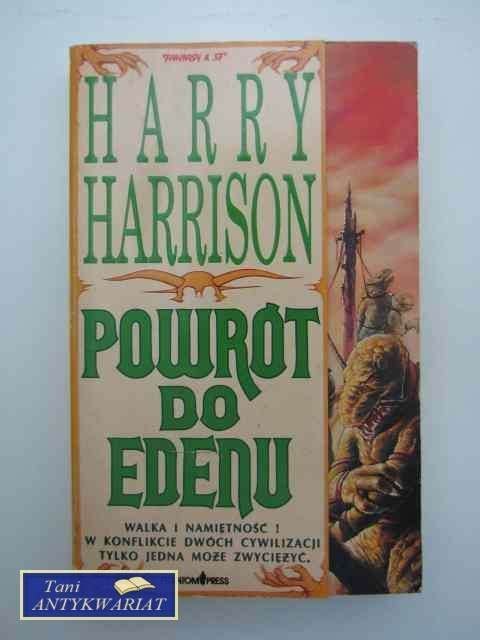 "FANTASY & SF"
HARRY
HARRISON
POWRÓT
DO
EDENU
WALKA I NAMIĘTNOŚĆ !
W KONFLIKCIE DWÓCH CYWILIZACJI
TYLKO JEDNA MOŻE ZWYCIĘŻYĆ.
PRESS
Tani
ANTYKWARIAT